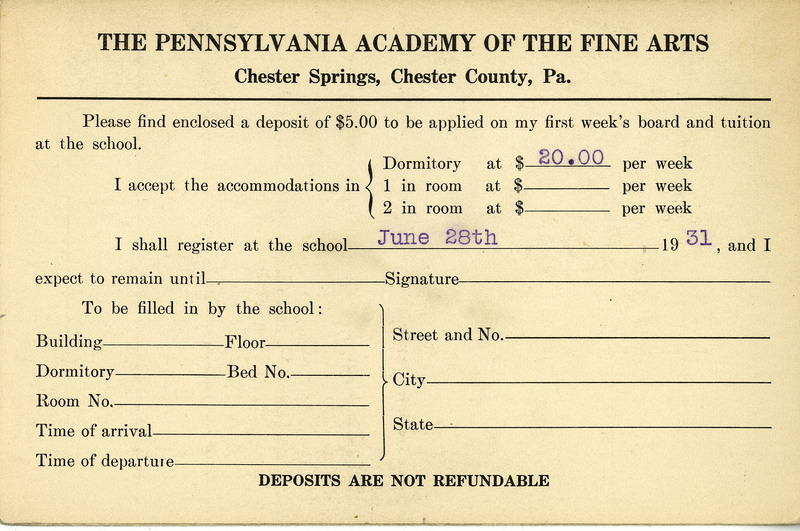 THE PENNSYLVANIA ACADEMY OF THE FINE ARTS
Chester Springs, Chester County, Pa.
Please find enclosed a deposit of $5.00 to be applied on my first week's board and tuition
at the school.
I accept the accommodations in
Dormitory at $ 20.00 per week
1 in room at $ per week
2 in room at $ per week
I shall register at the school June 28th 19 31, and I
expect to remain until Signature
To be filled in by the school:
Building Floor
Dormitory Bed No.
Room No.
Time of arrival
Time of departure
Street and No.
City
State
DEPOSITS ARE NOT REFUNDABLE